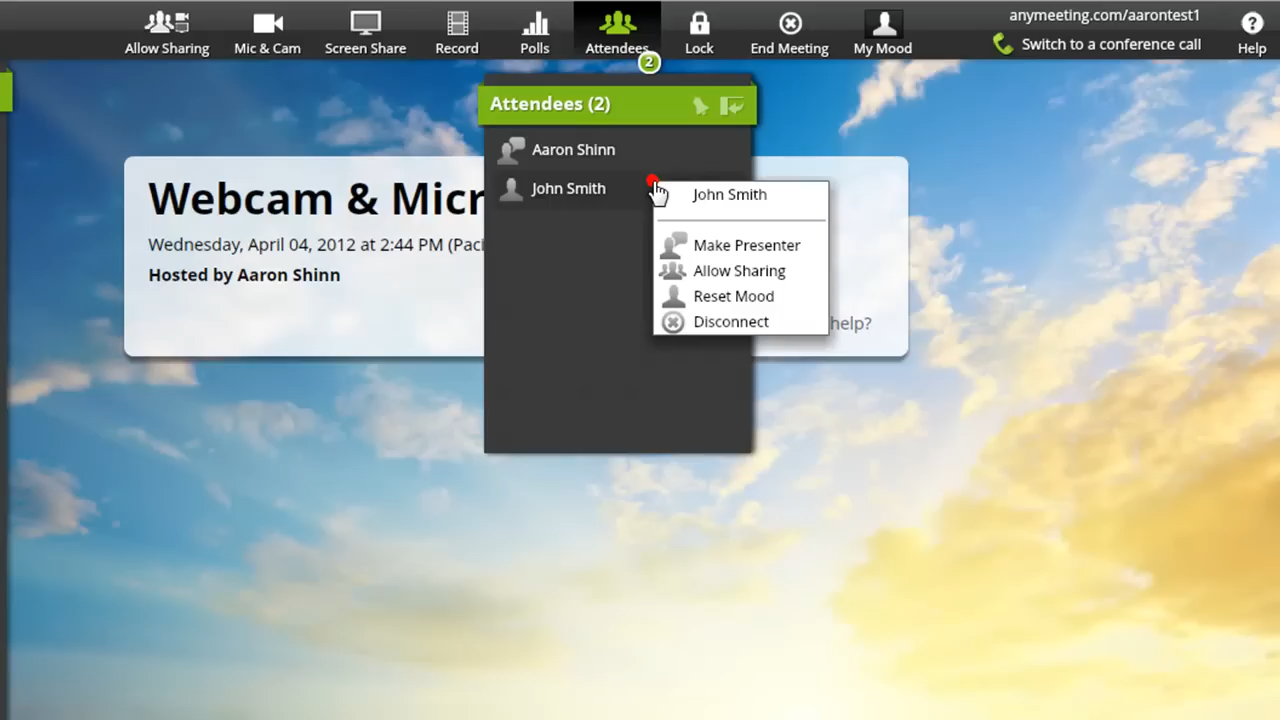 Allow Sharing
Mic & Cam
Screen Share
Record
Polls
Attendees
2
Lock
End Meeting
My Mood
anymeeting.com/aarontest1
Switch to a conference call
Help
Attendees (2)
Aaron Shinn
John Smith
John Smith
Make Presenter
Allow Sharing
Reset Mood
Disconnect
Webcam & Micr
Wednesday, April 04, 2012 at 2:44 PM (Paci
Hosted by Aaron Shinn
help?